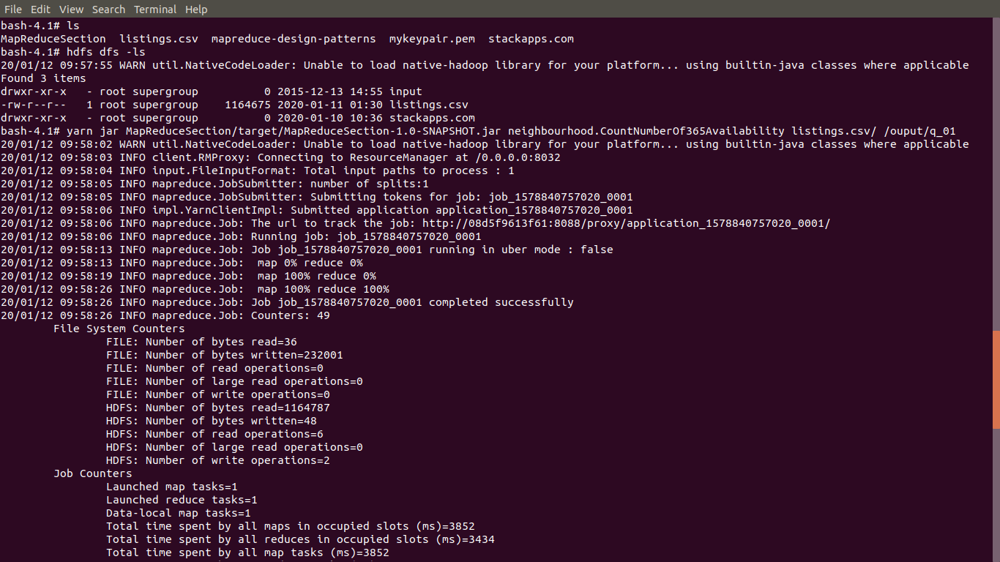 File Edit View Search Terminal Help
bash-4.1# ls
MapReduceSection  listings.csv  mapreduce-design-patterns  mykeypair.pem  stackapps.com
bash-4.1# hdfs dfs -ls
20/01/12 09:57:55 WARN util.NativeCodeLoader: Unable to load native-hadoop library for your platform... using builtin-java classes where applicable
Found 3 items
drwxr-xr-x   - root supergroup          0 2015-12-13 14:55 input
-rw-r--r--   1 root supergroup    1164675 2020-01-11 01:30 listings.csv
drwxr-xr-x   - root supergroup          0 2020-01-10 10:36 stackapps.com
bash-4.1# yarn jar MapReduceSection/target/MapReduceSection-1.0-SNAPSHOT.jar neighbourhood.CountNumberOf365Availability listings.csv/ /ouput/q_01
20/01/12 09:58:02 WARN util.NativeCodeLoader: Unable to load native-hadoop library for your platform... using builtin-java classes where applicable
20/01/12 09:58:03 INFO client.RMProxy: Connecting to ResourceManager at /0.0.0.0:8032
20/01/12 09:58:04 INFO input.FileInputFormat: Total input paths to process : 1
20/01/12 09:58:05 INFO mapreduce.JobSubmitter: number of splits:1
20/01/12 09:58:05 INFO mapreduce.JobSubmitter: Submitting tokens for job: job_1578840757020_0001
20/01/12 09:58:06 INFO impl.YarnClientImpl: Submitted application application_1578840757020_0001
20/01/12 09:58:06 INFO mapreduce.Job: The url to track the job: http://08d5f9613f61:8088/proxy/application_1578840757020_0001/
20/01/12 09:58:06 INFO mapreduce.Job: Running job: job_1578840757020_0001
20/01/12 09:58:13 INFO mapreduce.Job: Job job_1578840757020_0001 running in uber mode : false
20/01/12 09:58:13 INFO mapreduce.Job:  map 0% reduce 0%
20/01/12 09:58:19 INFO mapreduce.Job:  map 100% reduce 0%
20/01/12 09:58:26 INFO mapreduce.Job:  map 100% reduce 100%
20/01/12 09:58:26 INFO mapreduce.Job: Job job_1578840757020_0001 completed successfully
20/01/12 09:58:26 INFO mapreduce.Job: Counters: 49
File System Counters
FILE: Number of bytes read=36
FILE: Number of bytes written=232001
FILE: Number of read operations=0
FILE: Number of large read operations=0
FILE: Number of write operations=0
HDFS: Number of bytes read=1164787
HDFS: Number of bytes written=48
HDFS: Number of read operations=6
HDFS: Number of large read operations=0
HDFS: Number of write operations=2
Job Counters
Launched map tasks=1
Launched reduce tasks=1
Data-local map tasks=1
Total time spent by all maps in occupied slots (ms)=3852
Total time spent by all reduces in occupied slots (ms)=3434
Total time spent by all map tasks (ms)=3852